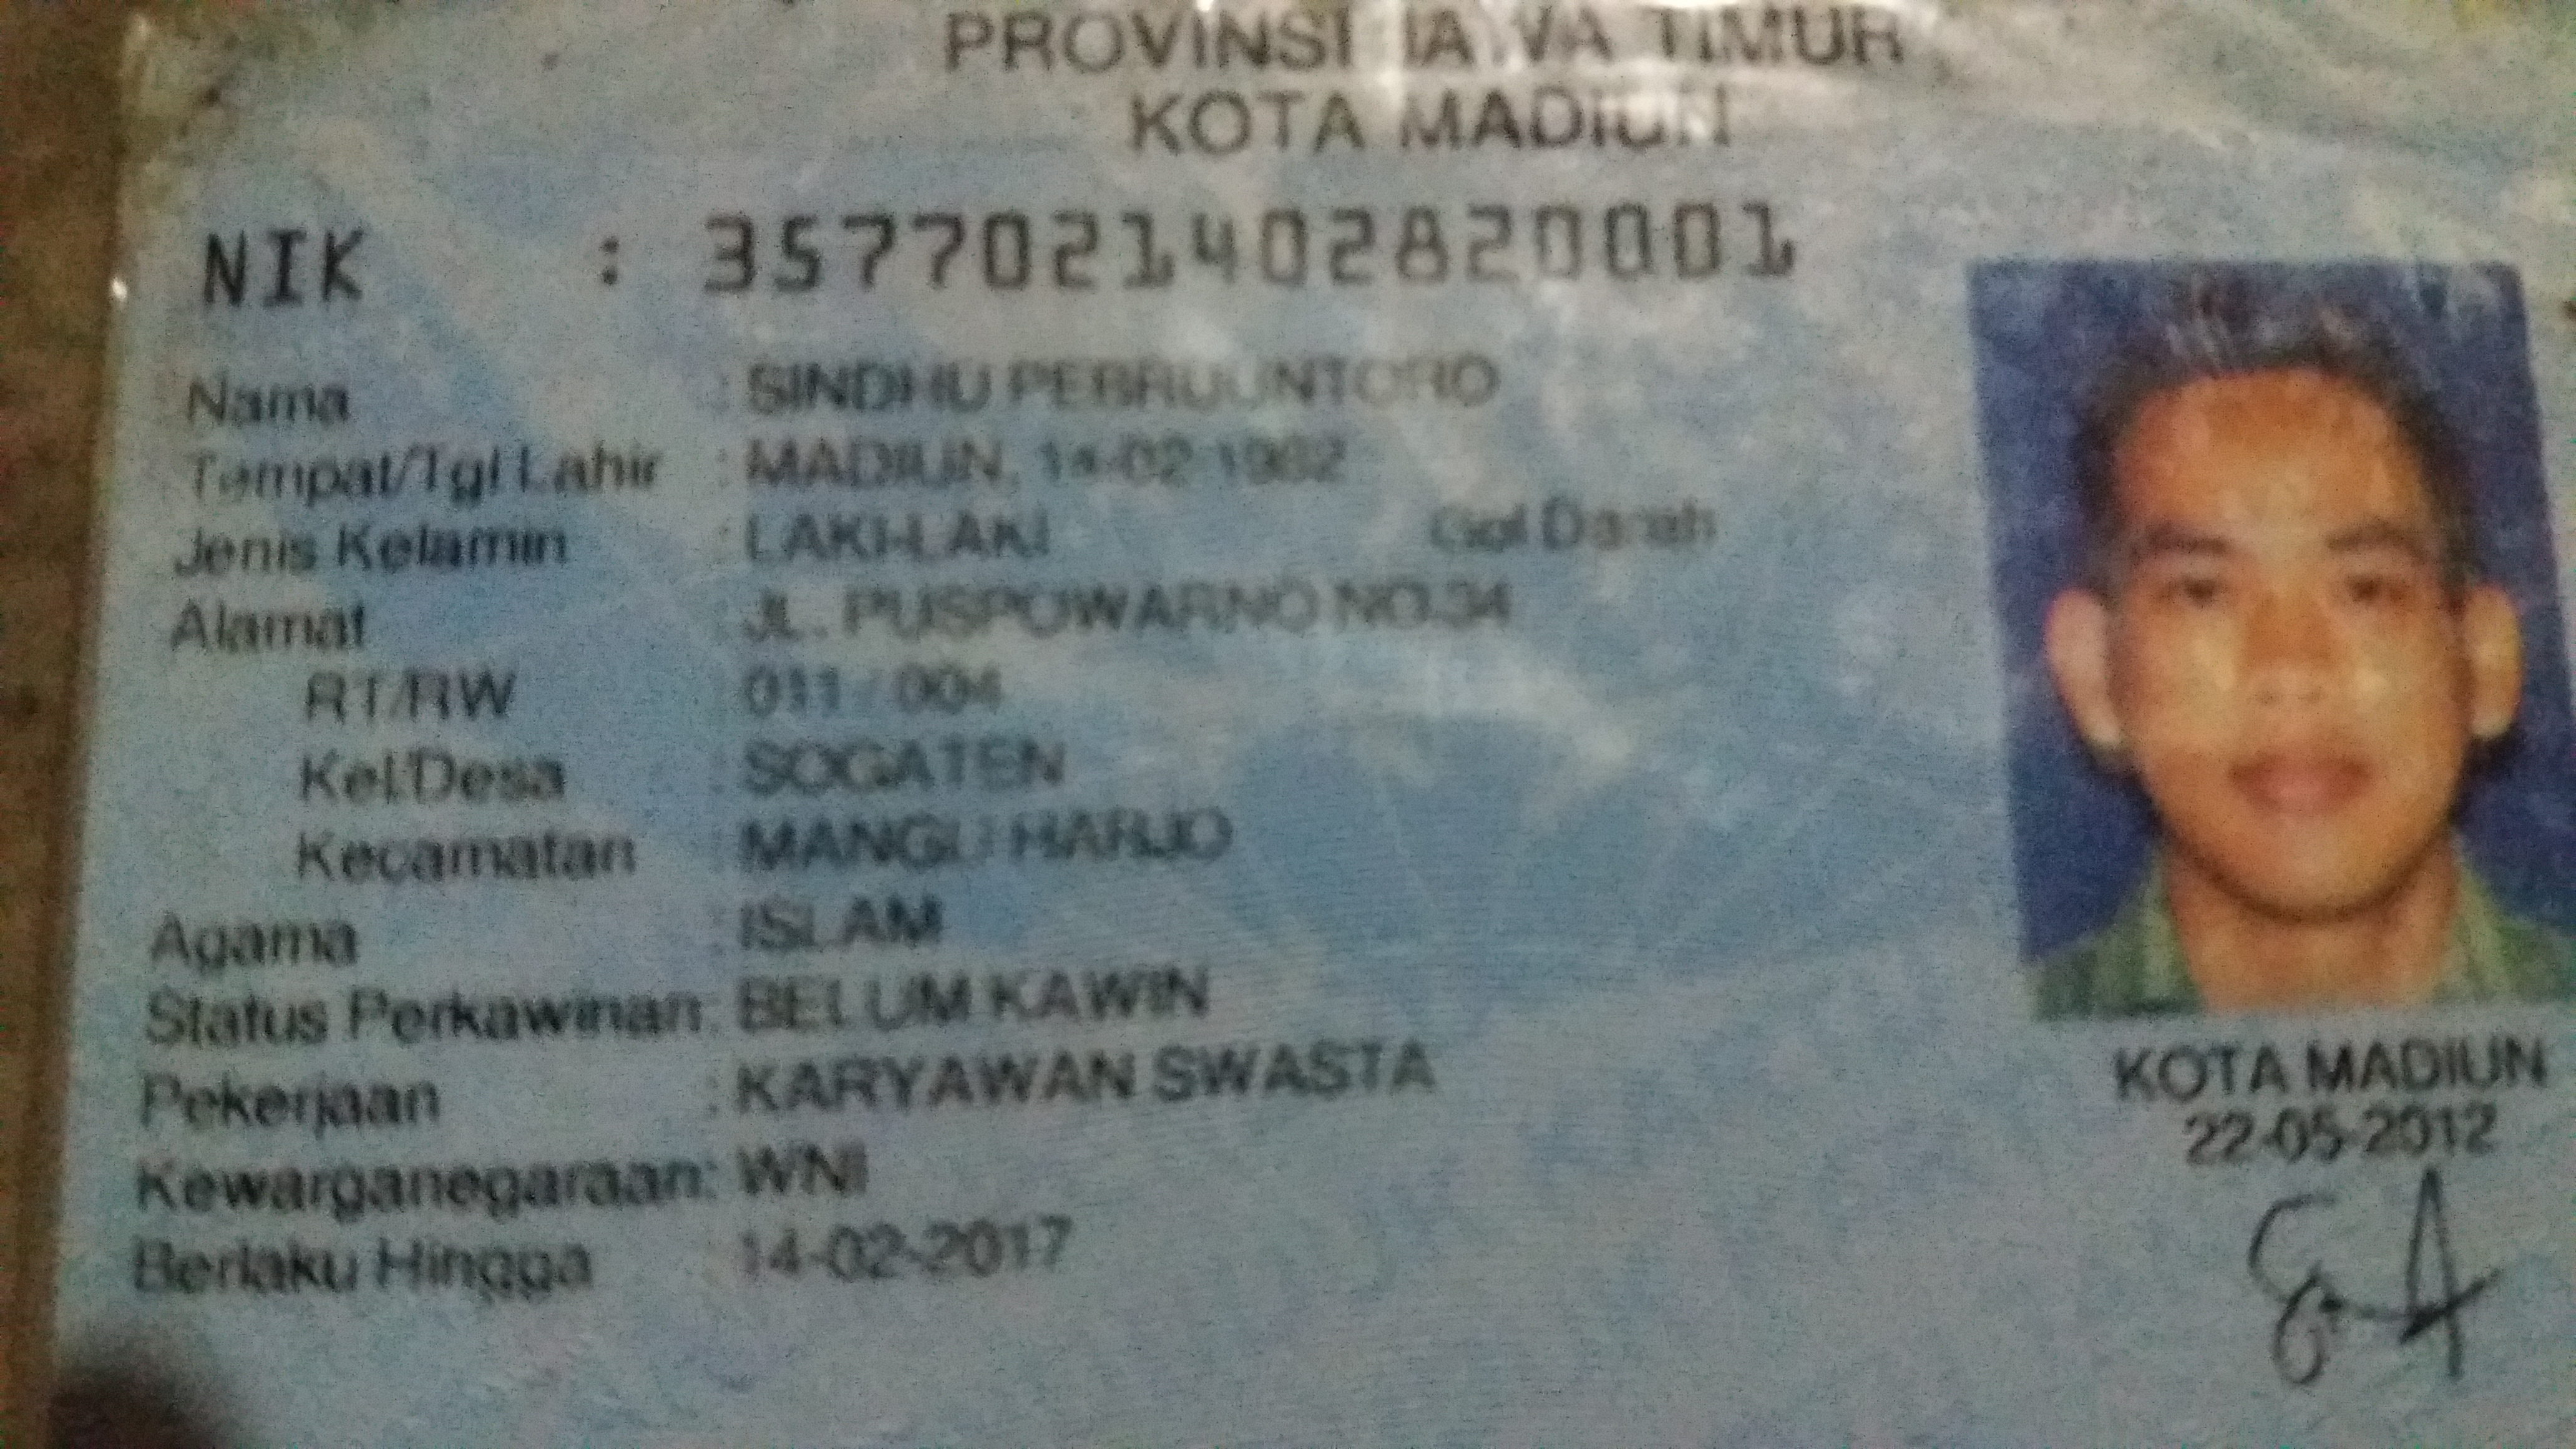 PROVINSI JAWA TIMUR
KOTA MADIUN
NIK : 3577021402820001
Nama : SINDHU PEBRUUNTORO
Tempat/Tgl Lahir : MADIUN, 14-02-1982
Jenis Kelamin : LAKI-LAKI Gol Darah
Alamat : JL. PUSPOWARNO NO.34
RT/RW : 011 / 004
Kel/Desa : SOGATEN
Kecamatan : MANGU HARJO
Agama : ISLAM
Status Perkawinan: BELUM KAWIN
Pekerjaan : KARYAWAN SWASTA
Kewarganegaraan: WNI
Berlaku Hingga 14-02-2017
KOTA MADIUN
22-05-2012